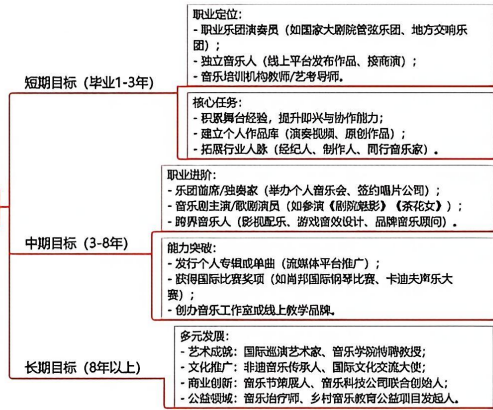 短期目标（毕业1-3年）
职业定位：
- 职业乐团演奏员（如国家大剧院管弦乐团、地方交响乐
团）；
- 独立音乐人（线上平台发布作品、接商演）；
- 音乐培训机构教师/艺考导师。
核心任务：
- 积累舞台经验，提升即兴与协作能力；
- 建立个人作品库（演奏视频、原创作品）；
- 拓展行业人脉（经纪人、制作人、同行音乐家）。
中期目标（3-8年）
职业进阶：
- 乐团首席/独奏家（举办个人音乐会、签约唱片公司）；
- 音乐剧主演/歌剧演员（如参演《剧院魅影》《茶花女》）；
- 跨界音乐人（影视配乐、游戏音效设计、品牌音乐顾问）。
能力突破：
- 发行个人专辑或单曲（流媒体平台推广）；
- 获得国际比赛奖项（如肖邦国际钢琴比赛、卡迪夫声乐大
赛）；
- 创办音乐工作室或线上教学品牌。
长期目标（8年以上）
多元发展：
- 艺术成就：国际巡演艺术家、音乐学院特聘教授；
- 文化推广：非遗音乐传承人、国际文化交流大使；
- 商业创新：音乐节策展人、音乐科技公司联合创始人；
- 公益领域：音乐治疗师、乡村音乐教育公益项目发起人。